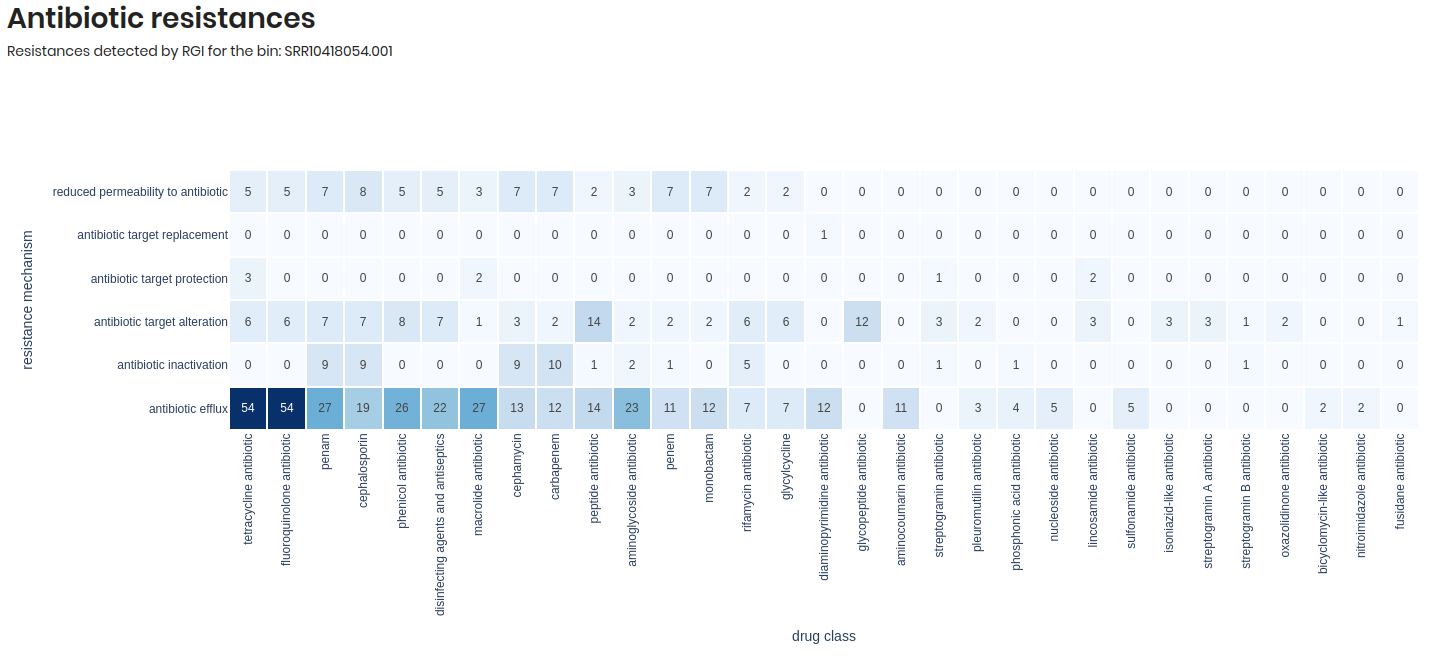 Antibiotic resistances
Resistances detected by RGI for the bin: SRR10418054.001
resistance mechanism
reduced permeability to antibiotic 5 5 7 8 5 5 3 7 7 2 3 7 7 2 2 0 0 0 0 0 0 0 0 0 0 0 0 0 0 0 0
antibiotic target replacement 0 0 0 0 0 0 0 0 0 0 0 0 0 0 0 1 0 0 0 0 0 0 0 0 0 0 0 0 0 0 0
antibiotic target protection 3 0 0 0 0 0 2 0 0 0 0 0 0 0 0 0 0 0 1 0 0 0 2 0 0 0 0 0 0 0 0
antibiotic target alteration 6 6 7 7 8 7 1 3 2 14 2 2 2 6 6 0 12 0 3 2 0 0 3 0 3 3 1 2 0 0 1
antibiotic inactivation 0 0 9 9 0 0 0 9 10 1 2 1 0 5 0 0 0 0 1 0 1 0 0 0 0 0 1 0 0 0 0
antibiotic efflux 54 54 27 19 26 22 27 13 12 14 23 11 12 7 7 12 0 11 0 3 4 5 0 5 0 0 0 0 2 2 0
tetracycline antibiotic
fluoroquinolone antibiotic
penam
cephalosporin
phenicol antibiotic
disinfecting agents and antiseptics
macrolide antibiotic
cephamycin
carbapenem
peptide antibiotic
aminoglycoside antibiotic
penem
monobactam
rifamycin antibiotic
glycylcycline
diaminopyrimidine antibiotic
glycopeptide antibiotic
aminocoumarin antibiotic
streptogramin antibiotic
pleuromutilin antibiotic
phosphonic acid antibiotic
nucleoside antibiotic
lincosamide antibiotic
sulfonamide antibiotic
isoniazid-like antibiotic
streptogramin A antibiotic
streptogramin B antibiotic
oxazolidinone antibiotic
bicyclomycin-like antibiotic
nitroimidazole antibiotic
fusidane antibiotic
drug class